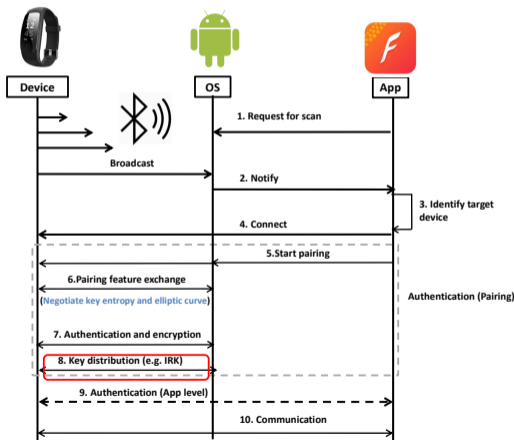 Device
OS
App
1. Request for scan
Broadcast
2. Notify
3. Identify target
device
4. Connect
5.Start pairing
6.Pairing feature exchange
(Negotiate key entropy and elliptic curve)
Authentication (Pairing)
7. Authentication and encryption
8. Key distribution (e.g. IRK)
9. Authentication (App level)
10. Communication